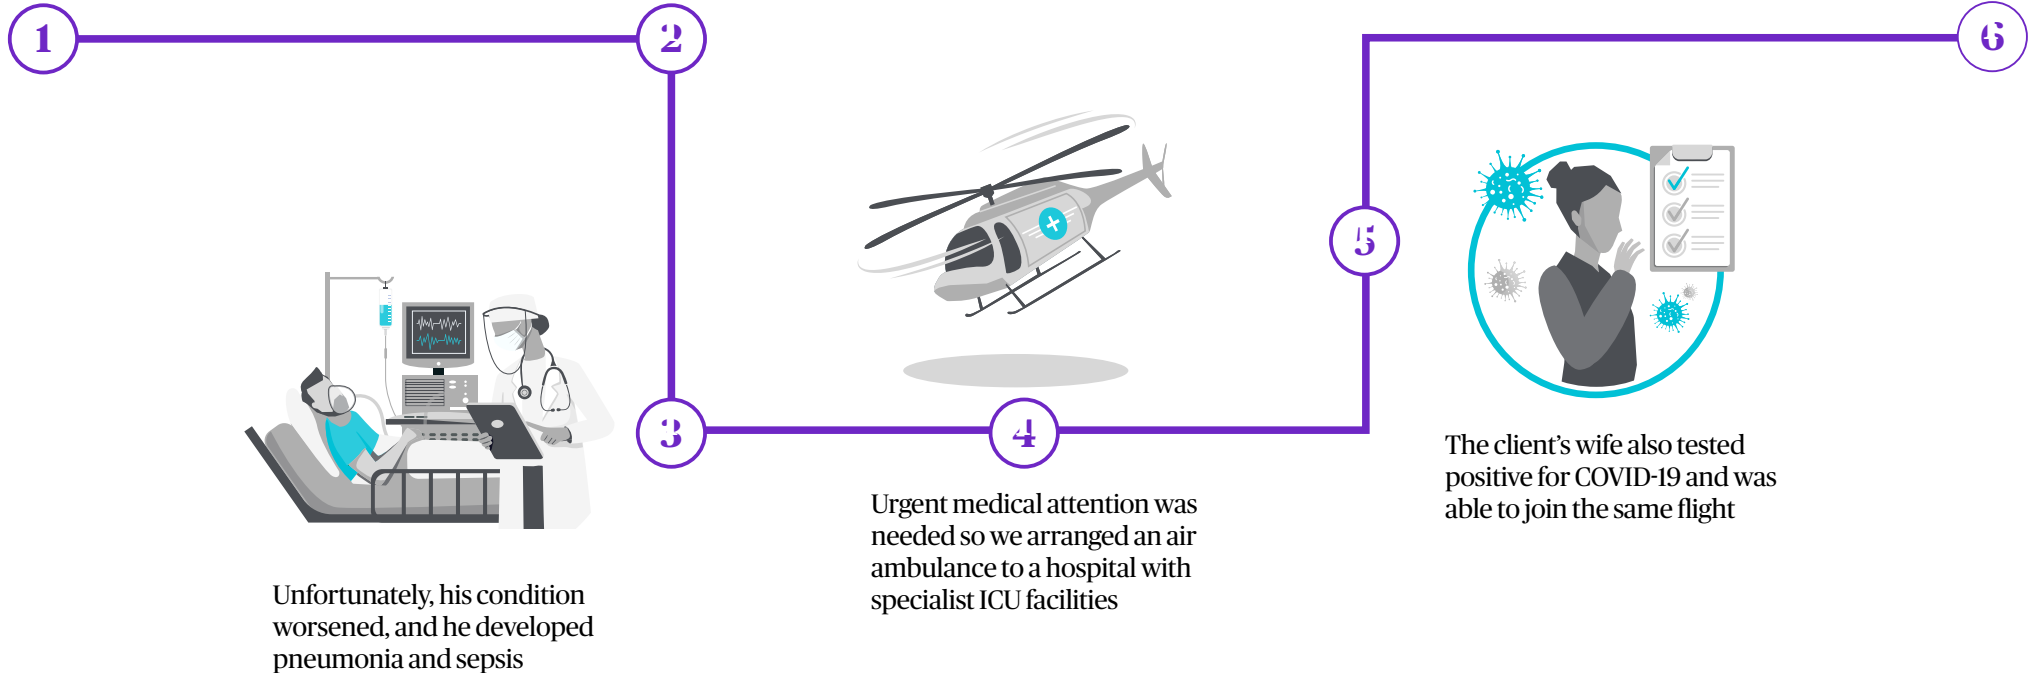 1
2
3
Unfortunately, his condition
worsened, and he developed
pneumonia and sepsis
4
Urgent medical attention was
needed so we arranged an air
ambulance to a hospital with
specialist ICU facilities
5
The client’s wife also tested
positive for COVID-19 and was
able to join the same flight
6